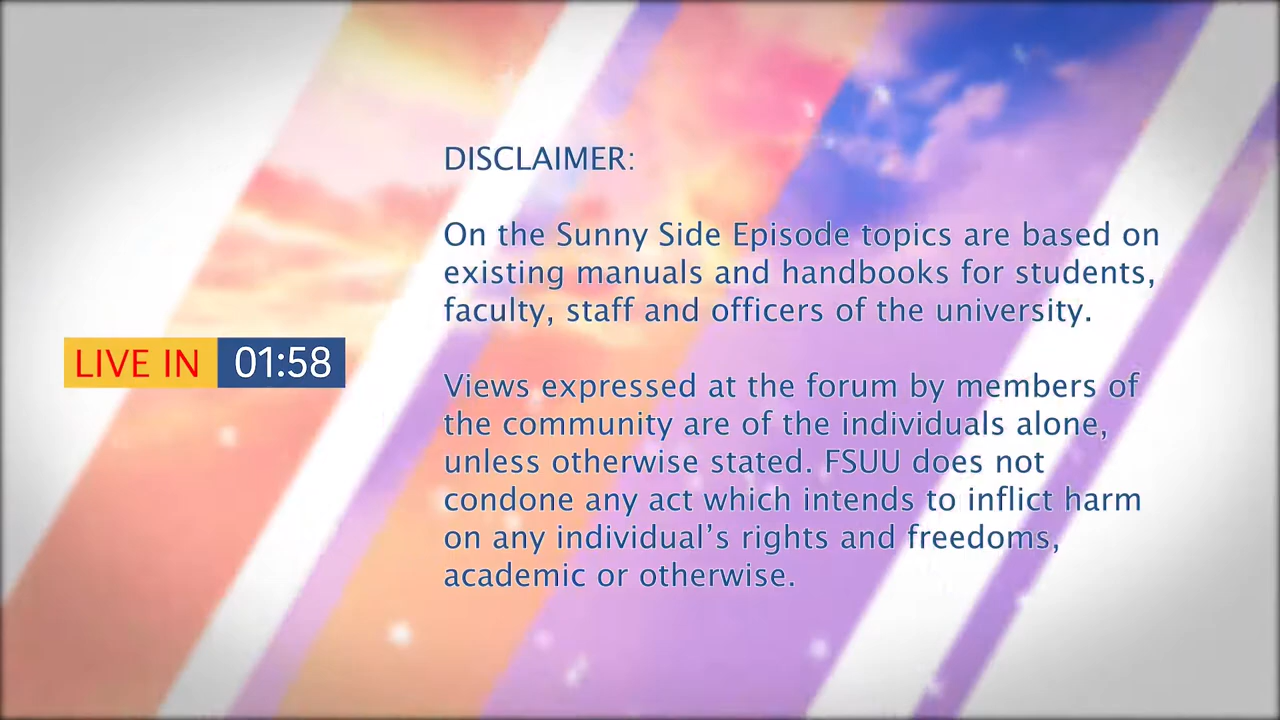 DISCLAIMER:
On the Sunny Side Episode topics are based on
existing manuals and handbooks for students,
faculty, staff and officers of the university.
LIVE IN 01:58
Views expressed at the forum by members of
the community are of the individuals alone,
unless otherwise stated. FSUU does not
condone any act which intends to inflict harm
on any individual’s rights and freedoms,
academic or otherwise.